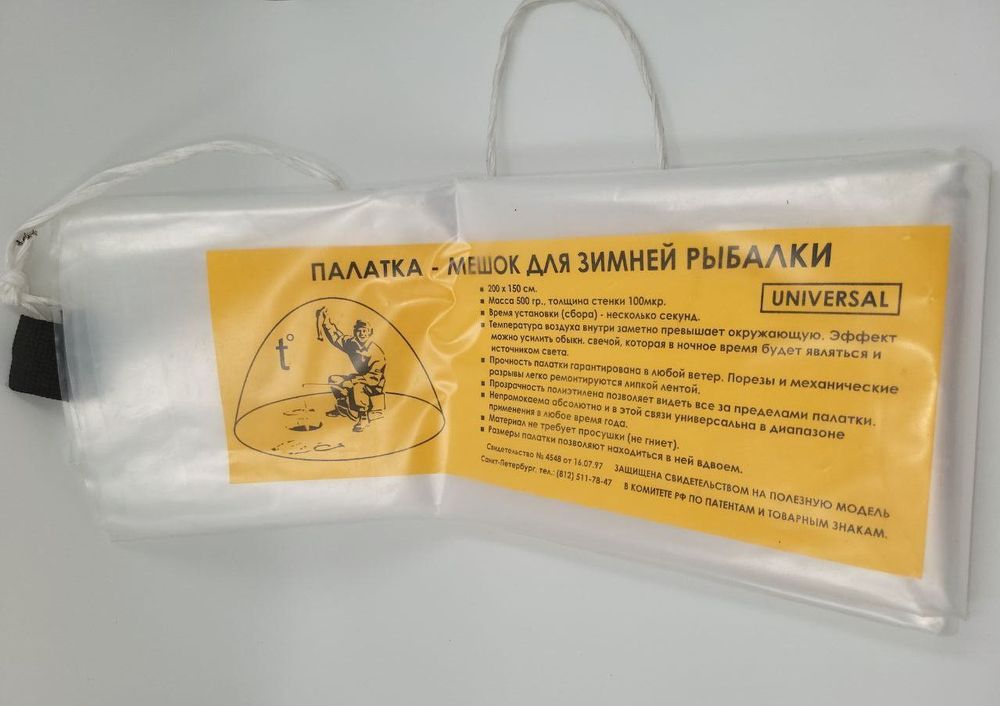 ПАЛАТКА - МЕШОК ДЛЯ ЗИМНЕЙ РЫБАЛКИ
UNIVERSAL
t°
▪ 200 x 150 см.
▪ Масса 500 гр., толщина стенки 100мкр.
▪ Время установки (сбора) - несколько секунд.
▪ Температура воздуха внутри заметно превышает окружающую. Эффект
можно усилить обыкн. свечой, которая в ночное время будет являться и
источником света.
▪ Прочность палатки гарантирована в любой ветер. Порезы и механические
разрывы легко ремонтируются липкой лентой.
▪ Прозрачность полиэтилена позволяет видеть все за пределами палатки.
▪ Непромокаема абсолютно и в этой связи универсальна в диапазоне
применения в любое время года.
▪ Материал не требует просушки (не гниет).
▪ Размеры палатки позволяют находиться в ней вдвоем.
Свидетельство № 4548 от 16.07.97
Санкт-Петербург, тел.: (812) 511-78-47
ЗАЩИЩЕНА СВИДЕТЕЛЬСТВОМ НА ПОЛЕЗНУЮ МОДЕЛЬ
В КОМИТЕТЕ РФ ПО ПАТЕНТАМ И ТОВАРНЫМ ЗНАКАМ.